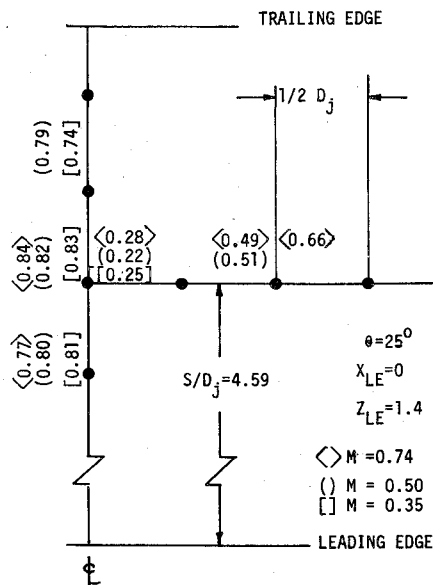 TRAILING EDGE
1/2 Dj
(0.79)
[0.74]
<0.84>
(0.82)
[0.83]
<0.28>
(0.22)
[0.25]
<0.49> <0.66>
(0.51)
<0.77>
(0.80)
[0.81]
S/Dj=4.59
θ=25⁰
XLE=0
ZLE=1.4
<> M =0.74
() M = 0.50
[] M = 0.35
LEADING EDGE
℄